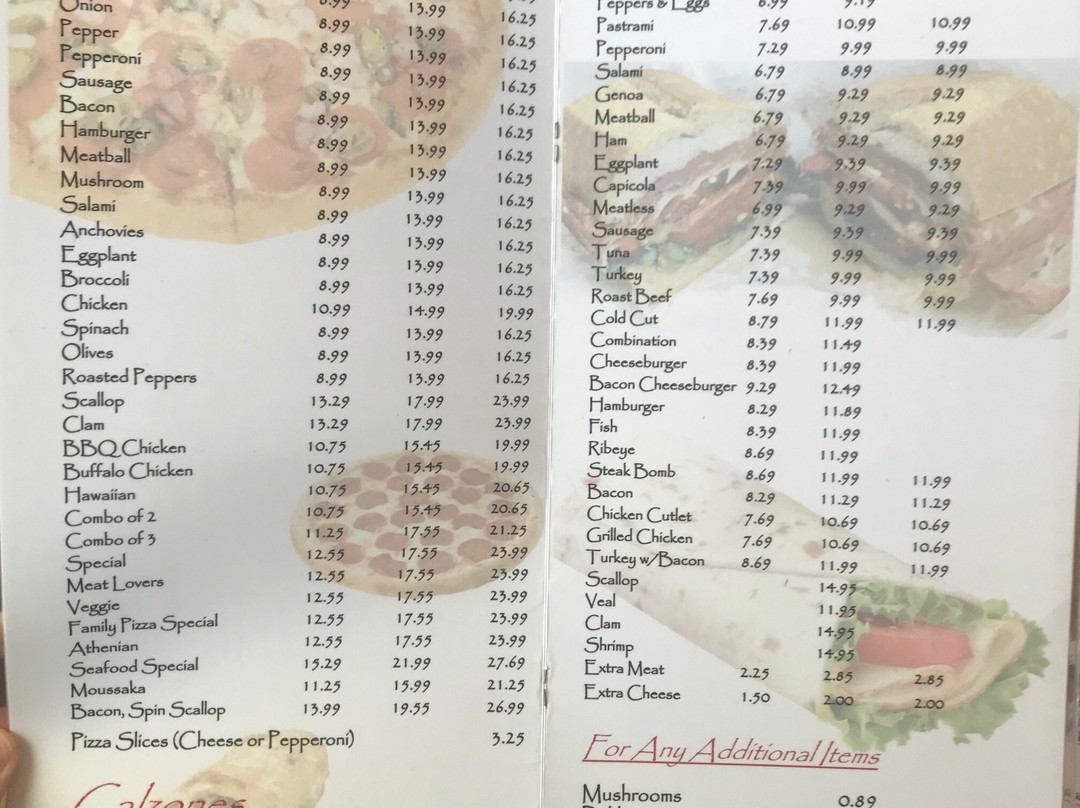 Onion 8.99 13.99 16.25
Pepper 8.99 13.99 16.25
Pepperoni 8.99 13.99 16.25
Sausage 8.99 13.99 16.25
Bacon 8.99 13.99 16.25
Hamburger 8.99 13.99 16.25
Meatball 8.99 13.99 16.25
Mushroom 8.99 13.99 16.25
Salami 8.99 13.99 16.25
Anchovies 8.99 13.99 16.25
Eggplant 8.99 13.99 16.25
Broccoli 8.99 13.99 16.25
Chicken 10.99 14.99 19.99
Spinach 8.99 13.99 16.25
Olives 8.99 13.99 16.25
Roasted Peppers 8.99 13.99 16.25
Scallop 13.29 17.99 23.99
Clam 13.29 17.99 23.99
BBQ Chicken 10.75 15.45 19.99
Buffalo Chicken 10.75 15.45 19.99
Hawaiian 10.75 15.45 20.65
Combo of 2 10.75 15.45 20.65
Combo of 3 11.25 17.55 21.25
Special 12.55 17.55 23.99
Meat Lovers 12.55 17.55 23.99
Veggie 12.55 17.55 23.99
Family Pizza Special 12.55 17.55 23.99
Athenian 12.55 17.55 23.99
Seafood Special 15.29 21.99 27.69
Moussaka 11.25 15.99 21.25
Bacon, Spin Scallop 13.99 19.55 26.99
Pizza Slices (Cheese or Pepperoni) 3.25
Calzones
Peppers & Eggs 6.99 9.19
Pastrami 7.69 10.99 10.99
Pepperoni 7.29 9.99 9.99
Salami 6.79 8.99 8.99
Genoa 6.79 9.29 9.29
Meatball 6.79 9.29 9.29
Ham 6.79 9.29 9.29
Eggplant 7.29 9.39 9.39
Capicola 7.39 9.99 9.99
Meatless 6.99 9.29 9.29
Sausage 7.39 9.39 9.39
Tuna 7.39 9.99 9.99
Turkey 7.39 9.99 9.99
Roast Beef 7.69 9.99 9.99
Cold Cut 8.79 11.99 11.99
Combination 8.39 11.49
Cheeseburger 8.39 11.99
Bacon Cheeseburger 9.29 12.49
Hamburger 8.29 11.89
Fish 8.39 11.99
Ribeye 8.69 11.99
Steak Bomb 8.69 11.99 11.99
Bacon 8.29 11.29 11.29
Chicken Cutlet 7.69 10.69 10.69
Grilled Chicken 7.69 10.69 10.69
Turkey w/Bacon 8.69 11.99 11.99
Scallop 14.95
Veal 11.95
Clam 14.95
Shrimp 14.95
Extra Meat 2.25 2.85 2.85
Extra Cheese 1.50 2.00 2.00
For Any Additional Items
Mushrooms 0.89